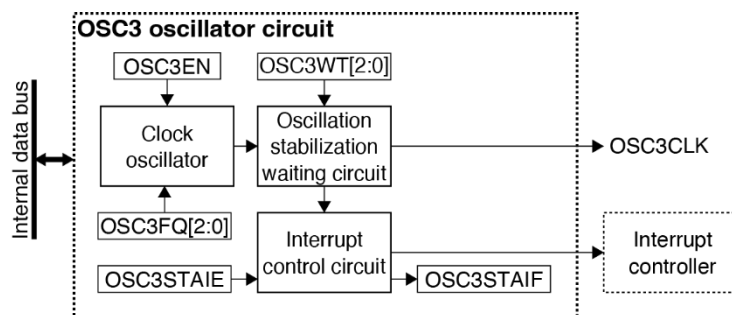 OSC3 oscillator circuit
OSC3EN
OSC3WT[2:0]
Internal data bus
Clock
oscillator
Oscillation
stabilization
waiting circuit
OSC3CLK
OSC3FQ[2:0]
Interrupt
control circuit
Interrupt
controller
OSC3STAIE
OSC3STAIF